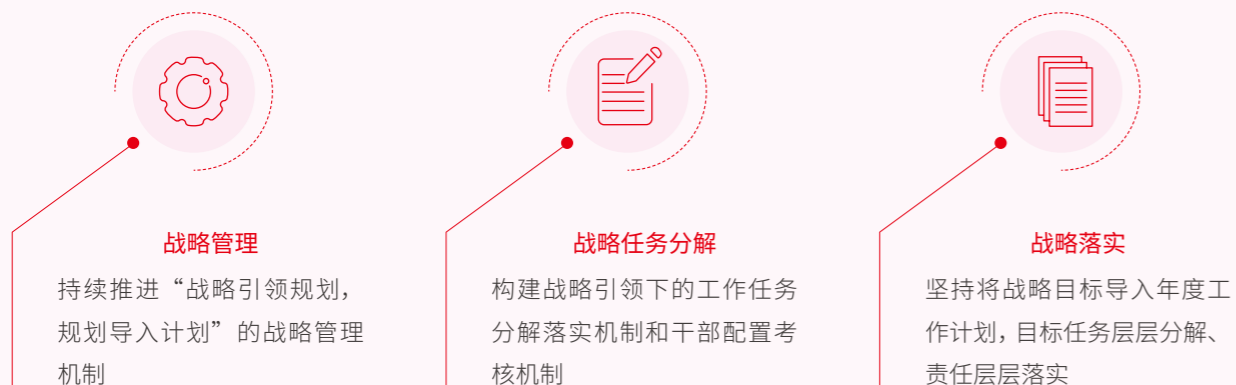 战略管理
持续推进“战略引领规划，
规划导入计划”的战略管理
机制
战略任务分解
构建战略引领下的工作任务
分解落实机制和干部配置考
核机制
战略落实
坚持将战略目标导入年度工
作计划，目标任务层层分解、
责任层层落实